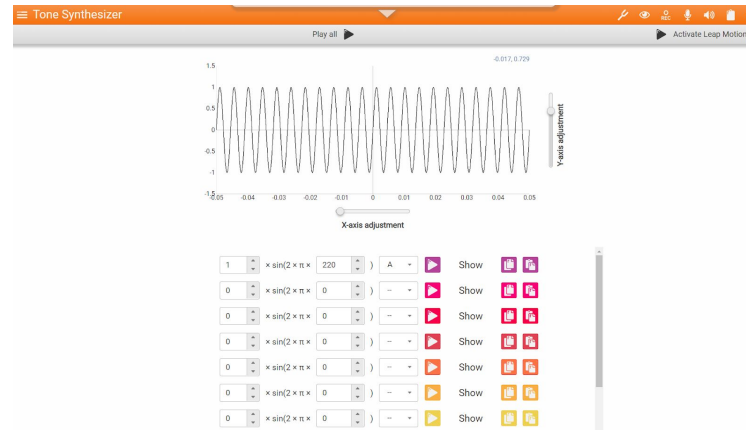 Tone Synthesizer
REC
Play all
Activate Leap Motion
-0.017, 0.729
1.5
1
0.5
0
-0.5
-1
-1.5
-0.05 -0.04 -0.03 -0.02 -0.01 0 0.01 0.02 0.03 0.04 0.05
Y-axis adjustment
X-axis adjustment
1 × sin(2 × π × 220 ) A Show
0 × sin(2 × π × 0 ) – Show
0 × sin(2 × π × 0 ) – Show
0 × sin(2 × π × 0 ) – Show
0 × sin(2 × π × 0 ) – Show
0 × sin(2 × π × 0 ) – Show
0 × sin(2 × π × 0 ) – Show